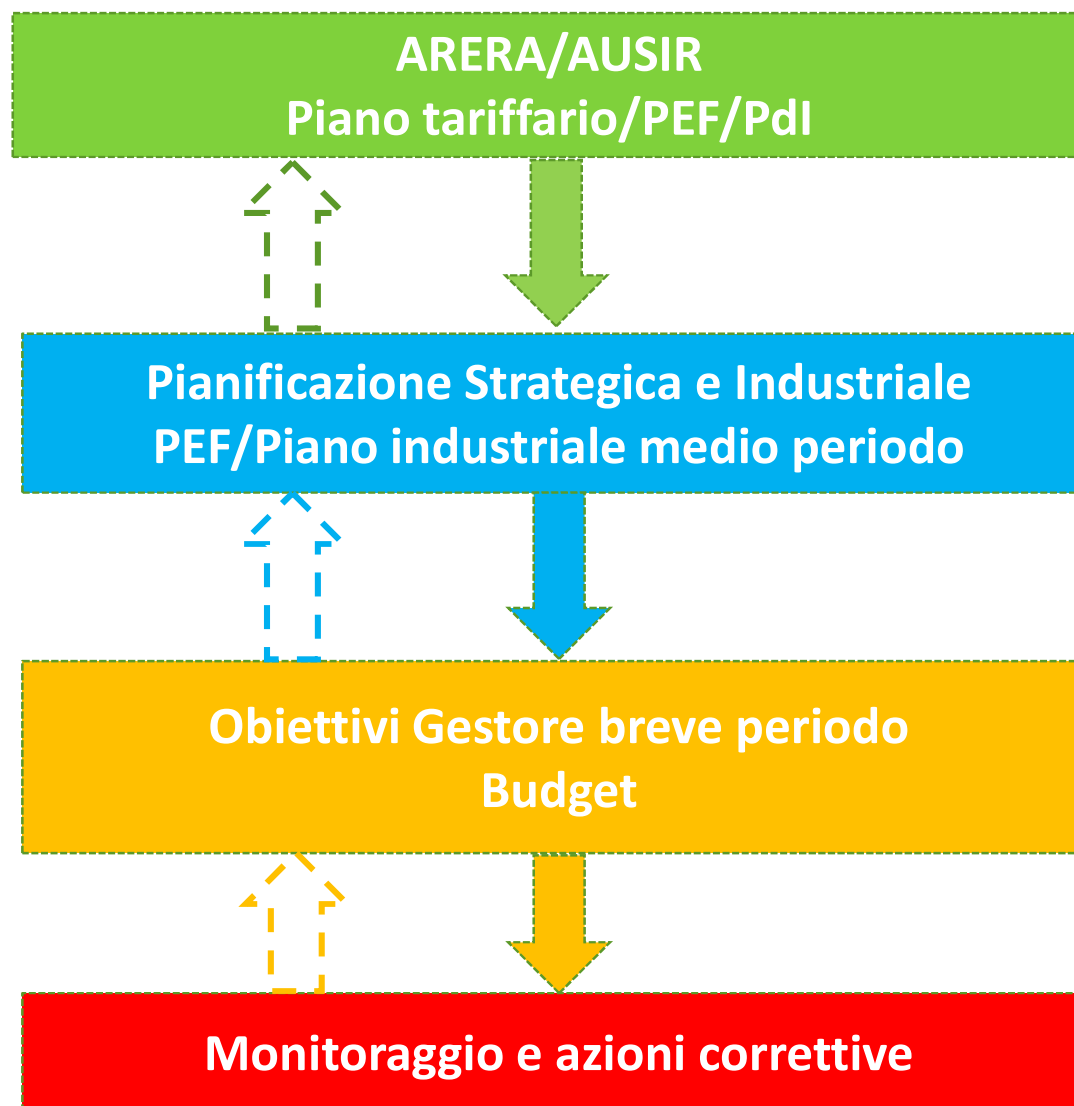 ARERA/AUSIR
Piano tariffario/PEF/PdI
Pianificazione Strategica e Industriale
PEF/Piano industriale medio periodo
Obiettivi Gestore breve periodo
Budget
Monitoraggio e azioni correttive